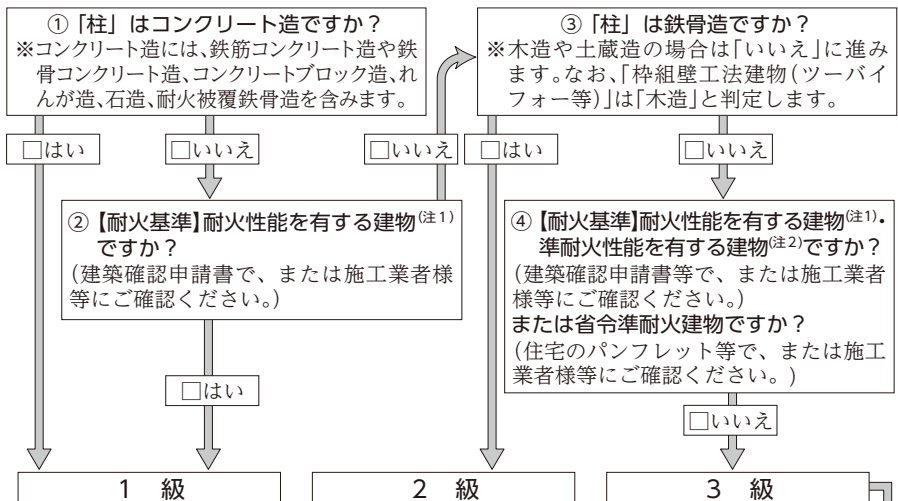 ①「柱」はコンクリート造ですか？
※コンクリート造には、鉄筋コンクリート造や鉄
骨コンクリート造、コンクリートブロック造、れ
んが造、石造、耐火被覆鉄骨造を含みます。
③「柱」は鉄骨造ですか？
※木造や土蔵造の場合は「いいえ」に進み
ます。なお、「枠組壁工法建物（ツーバイ
フォー等）」は「木造」と判定します。
□はい
□いいえ
□いいえ
□はい
□いいえ
②【耐火基準】耐火性能を有する建物(注1)
ですか？
（建築確認申請書で、または施工業者様
等にご確認ください。）
④【耐火基準】耐火性能を有する建物(注1)・
準耐火性能を有する建物(注2)ですか？
（建築確認申請書等で、または施工業者
様等にご確認ください。）
または省令準耐火建物ですか？
（住宅のパンフレット等で、または施工
業者様等にご確認ください。）
□はい
□いいえ
1 級
2 級
3 級